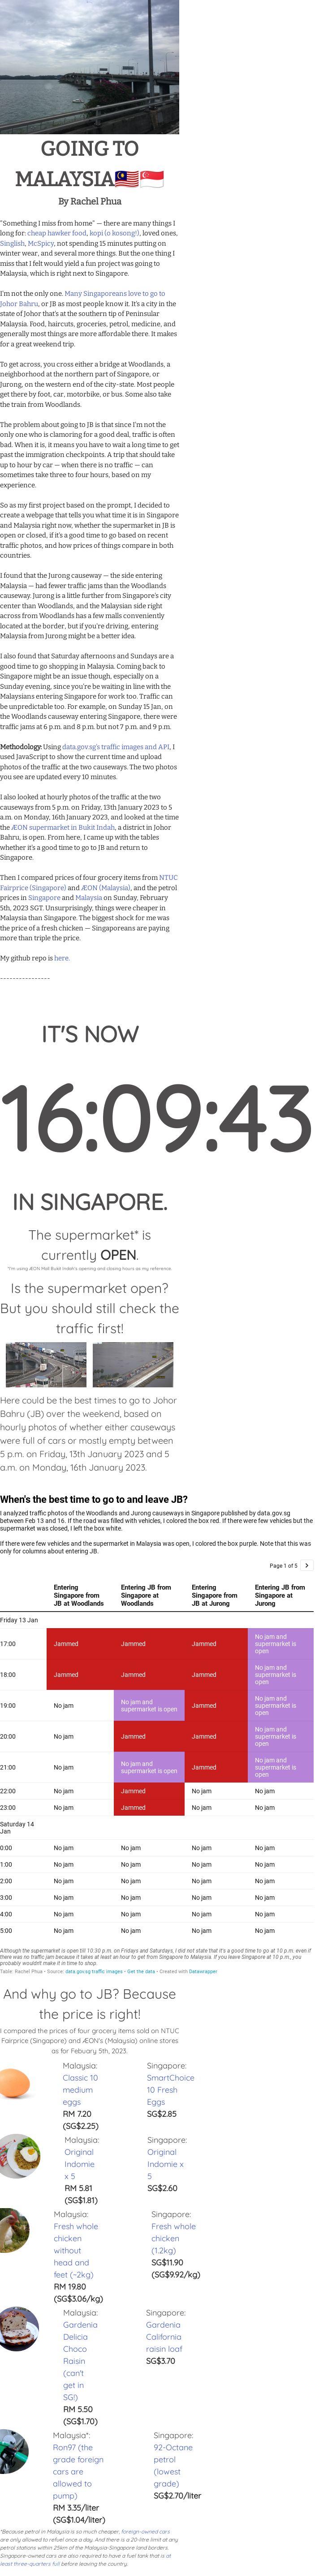 GOING TO
MALAYSIA🇲🇾🇸🇬
By Rachel Phua
"Something I miss from home" — there are many things I
long for: cheap hawker food, kopi (o kosong!), loved ones,
Singlish, McSpicy, not spending 15 minutes putting on
winter wear, and several more things. But the one thing I
miss that I felt would yield a fun project was going to
Malaysia, which is right next to Singapore.
I'm not the only one. Many Singaporeans love to go to
Johor Bahru, or JB as most people know it. It's a city in the
state of Johor that's at the southern tip of Peninsular
Malaysia. Food, haircuts, groceries, petrol, medicine, and
generally most things are more affordable there. It makes
for a great weekend trip.
To get across, you cross either a bridge at Woodlands, a
neighborhood at the northern part of Singapore, or
Jurong, on the western end of the city-state. Most people
get there by foot, car, motorbike, or bus. Some also take
the train from Woodlands.
The problem about going to JB is that since I'm not the
only one who is clamoring for a good deal, traffic is often
bad. When it is, it means you have to wait a long time to get
past the immigration checkpoints. A trip that should take
up to hour by car — when there is no traffic — can
sometimes take three to four hours, based on my
experience.
So as my first project based on the prompt, I decided to
create a webpage that tells you what time it is in Singapore
and Malaysia right now, whether the supermarket in JB is
open or closed, if it's a good time to go based on recent
traffic photos, and how prices of things compare in both
countries.
I found that the Jurong causeway — the side entering
Malaysia — had fewer traffic jams than the Woodlands
causeway. Jurong is a little further from Singapore's city
center than Woodlands, and the Malaysian side right
across from Woodlands has a few malls conveniently
located at the border, but if you're driving, entering
Malaysia from Jurong might be a better idea.
I also found that Saturday afternoons and Sundays are a
good time to go shopping in Malaysia. Coming back to
Singapore might be an issue though, especially on a
Sunday evening, since you're be waiting in line with the
Malaysians entering Singapore for work too. Traffic can
be unpredictable too. For example, on Sunday 15 Jan, on
the Woodlands causeway entering Singapore, there were
traffic jams at 6 p.m. and 8 p.m. but not 7 p.m. and 9 p.m.
Methodology: Using data.gov.sg's traffic images and API, I
used JavaScript to show the current time and upload
photos of the traffic at the two causeways. The two photos
you see are updated every 10 minutes.
I also looked at hourly photos of the traffic at the two
causeways from 5 p.m. on Friday, 13th January 2023 to 5
a.m. on Monday, 16th January 2023, and looked at the time
the ÆON supermarket in Bukit Indah, a district in Johor
Bahru, is open. From here, I came up with the tables
whether it's a good time to go to JB and return to
Singapore.
Then I compared prices of four grocery items from NTUC
Fairprice (Singapore) and ÆON (Malaysia), and the petrol
prices in Singapore and Malaysia on Sunday, February
5th, 2023 SGT. Unsurprisingly, things were cheaper in
Malaysia than Singapore. The biggest shock for me was
the price of a fresh chicken — Singaporeans are paying
more than triple the price.
My github repo is here.
----------------
IT'S NOW
16:09:43
IN SINGAPORE.
The supermarket* is
currently OPEN.
*I'm using ÆON Mall Bukit Indah's opening and closing hours as my reference.
Is the supermarket open?
But you should still check the
traffic first!
Here could be the best times to go to Johor
Bahru (JB) over the weekend, based on
hourly photos of whether either causeways
were full of cars or mostly empty between
5 p.m. on Friday, 13th January 2023 and 5
a.m. on Monday, 16th January 2023.
When's the better time to go to and leave JB?
I analyzed traffic photos of the Woodlands and Jurong causeways in Singapore published by data.gov.sg
between Feb 13 and 16. If the road was filled with vehicles, I colored the box red. If there were few vehicles but the
supermarket was closed, I left the box white.
If there were few vehicles and the supermarket in Malaysia was open, I colored the box purple. Note that this was
only for columns about entering JB.
Page 1 of 5 >
Entering Singapore from JB at Woodlands | Entering JB from Singapore at Woodlands | Entering Singapore from JB at Jurong | Entering JB from Singapore at Jurong
Friday 13 Jan
17:00 Jammed Jammed Jammed No jam and supermarket is open
18:00 Jammed Jammed Jammed No jam and supermarket is open
19:00 No jam No jam and supermarket is open Jammed No jam and supermarket is open
20:00 No jam Jammed Jammed No jam and supermarket is open
21:00 No jam No jam and supermarket is open Jammed No jam and supermarket is open
22:00 No jam Jammed No jam No jam
23:00 No jam Jammed No jam No jam
Saturday 14 Jan
0:00 No jam No jam No jam No jam
1:00 No jam No jam No jam No jam
2:00 No jam No jam No jam No jam
3:00 No jam No jam No jam No jam
4:00 No jam No jam No jam No jam
5:00 No jam No jam No jam No jam
Although the supermarket is open till 10:30 p.m. on Fridays and Saturdays, I did not state that it's a good time to go at 10 p.m. even if
there was no traffic jam because it takes at least an hour to get from Singapore to Malaysia. If you leave Singapore at 10 p.m., you
probably wouldn't make it in time to shop.
Table: Rachel Phua • Source: data.gov.sg traffic images • Get the data • Created with Datawrapper
And why go to JB? Because
the price is right!
I compared the prices of four grocery items sold on NTUC
Fairprice (Singapore) and ÆON's (Malaysia) online stores
as for Febuary 5th, 2023.
Malaysia:
Classic 10
medium
eggs
RM 7.20
(SG$2.25)
Singapore:
SmartChoice
10 Fresh
Eggs
SG$2.85
Malaysia:
Original
Indomie
x 5
RM 5.81
(SG$1.81)
Singapore:
Original
Indomie x
5
SG$2.60
Malaysia:
Fresh whole
chicken
without
head and
feet (~2kg)
RM 19.80
(SG$3.06/kg)
Singapore:
Fresh whole
chicken
(1.2kg)
SG$11.90
(SG$9.92/kg)
Malaysia:
Gardenia
Delicia
Choco
Raisin
(can't
get in
SG!)
RM 5.50
(SG$1.70)
Singapore:
Gardenia
California
raisin loaf
SG$3.70
Malaysia*:
Ron97 (the
grade foreign
cars are
allowed to
pump)
RM 3.35/liter
(SG$1.04/liter)
Singapore:
92-Octane
petrol
(lowest
grade)
SG$2.70/liter
*Because petrol in Malaysia is so much cheaper, foreign-owned cars
are only allowed to refuel once a day. And there is a 20-litre limit at any
petrol stations within 25km of the Malaysia-Singapore land borders.
Singapore-owned cars are also required to have a fuel tank that is at
least three-quarters full before leaving the country.